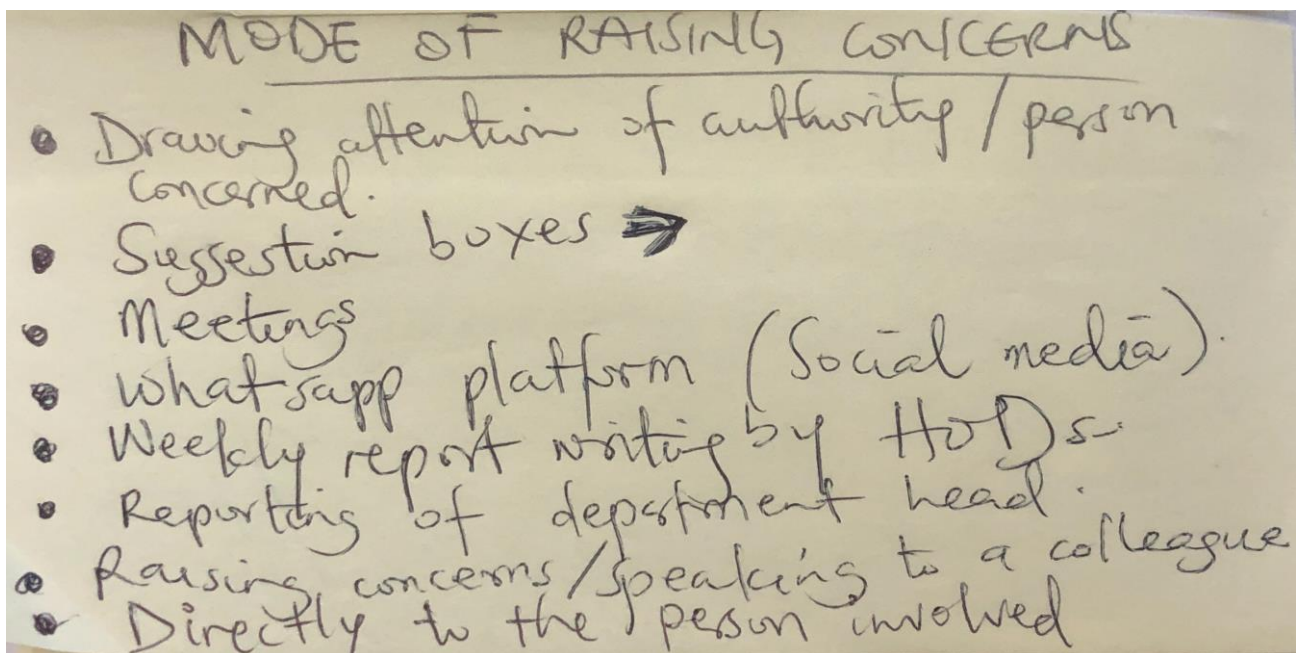 MODE OF RAISING CONCERNS
• Drawing attention of authority / person
concerned.
• Suggestion boxes →
• Meetings
• Whatsapp platform (Social media).
• Weekly report writing by HODs.
• Reporting of department head.
• Raising concerns/speaking to a colleague
• Directly to the person involved